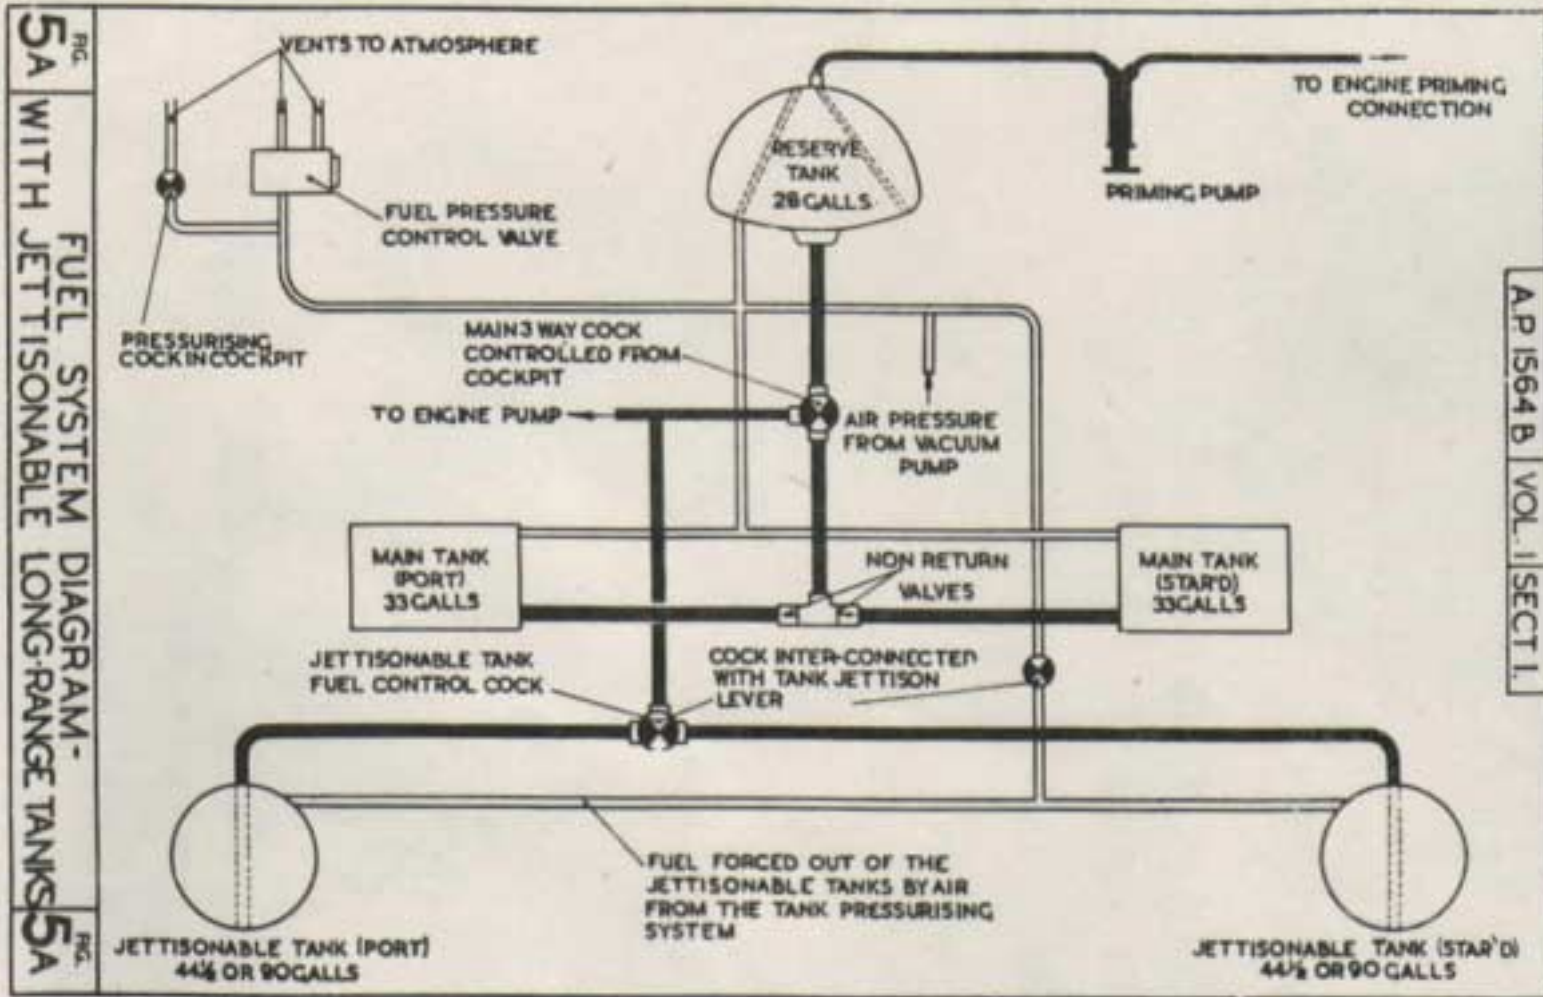 FIG.
5A
FUEL SYSTEM DIAGRAM-
WITH JETTISONABLE LONG-RANGE TANKS
FIG.
5A
A.P. 1564B VOL. I SECT I.
VENTS TO ATMOSPHERE
TO ENGINE PRIMING
CONNECTION
RESERVE
TANK
28 GALLS
PRIMING PUMP
FUEL PRESSURE
CONTROL VALVE
PRESSURISING
COCK IN COCKPIT
MAIN 3 WAY COCK
CONTROLLED FROM
COCKPIT
TO ENGINE PUMP
AIR PRESSURE
FROM VACUUM
PUMP
MAIN TANK
(PORT)
33 GALLS
NON RETURN
VALVES
MAIN TANK
(STAR'D)
33 GALLS
JETTISONABLE TANK
FUEL CONTROL COCK
COCK INTER-CONNECTED
WITH TANK JETTISON
LEVER
FUEL FORCED OUT OF THE
JETTISONABLE TANKS BY AIR
FROM THE TANK PRESSURISING
SYSTEM
JETTISONABLE TANK (PORT)
44½ OR 90 GALLS
JETTISONABLE TANK (STAR'D)
44½ OR 90 GALLS